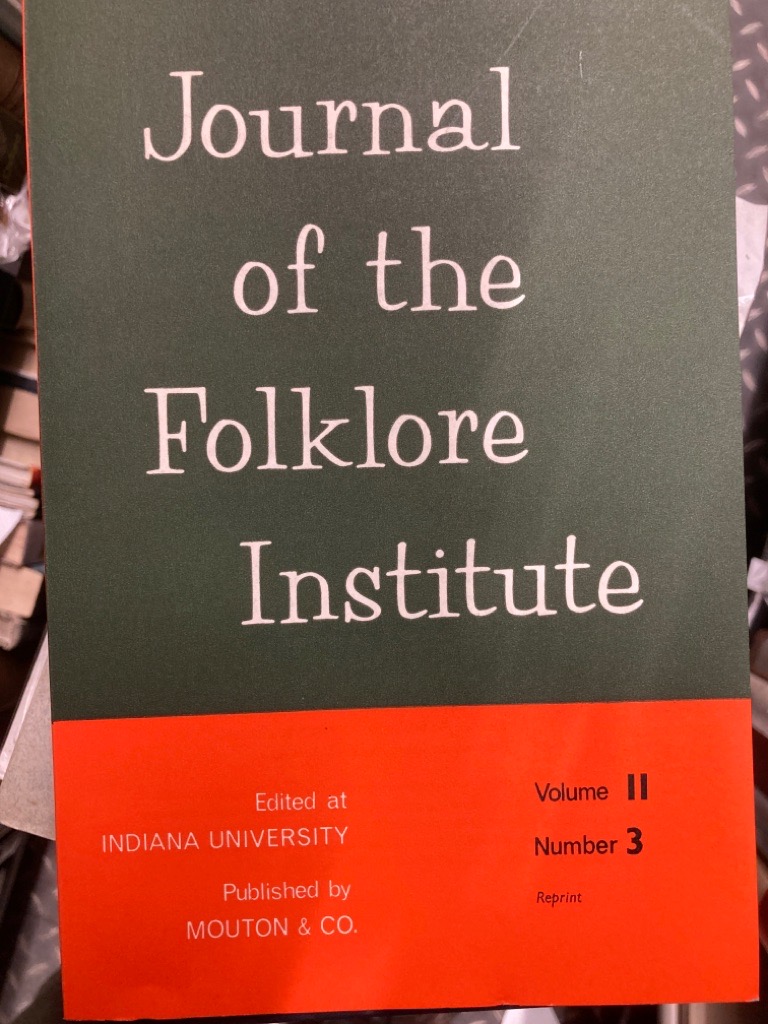 Journal
of the
Folklore
Institute
Edited at
INDIANA UNIVERSITY
Published by
MOUTON & CO.
Volume II
Number 3
Reprint